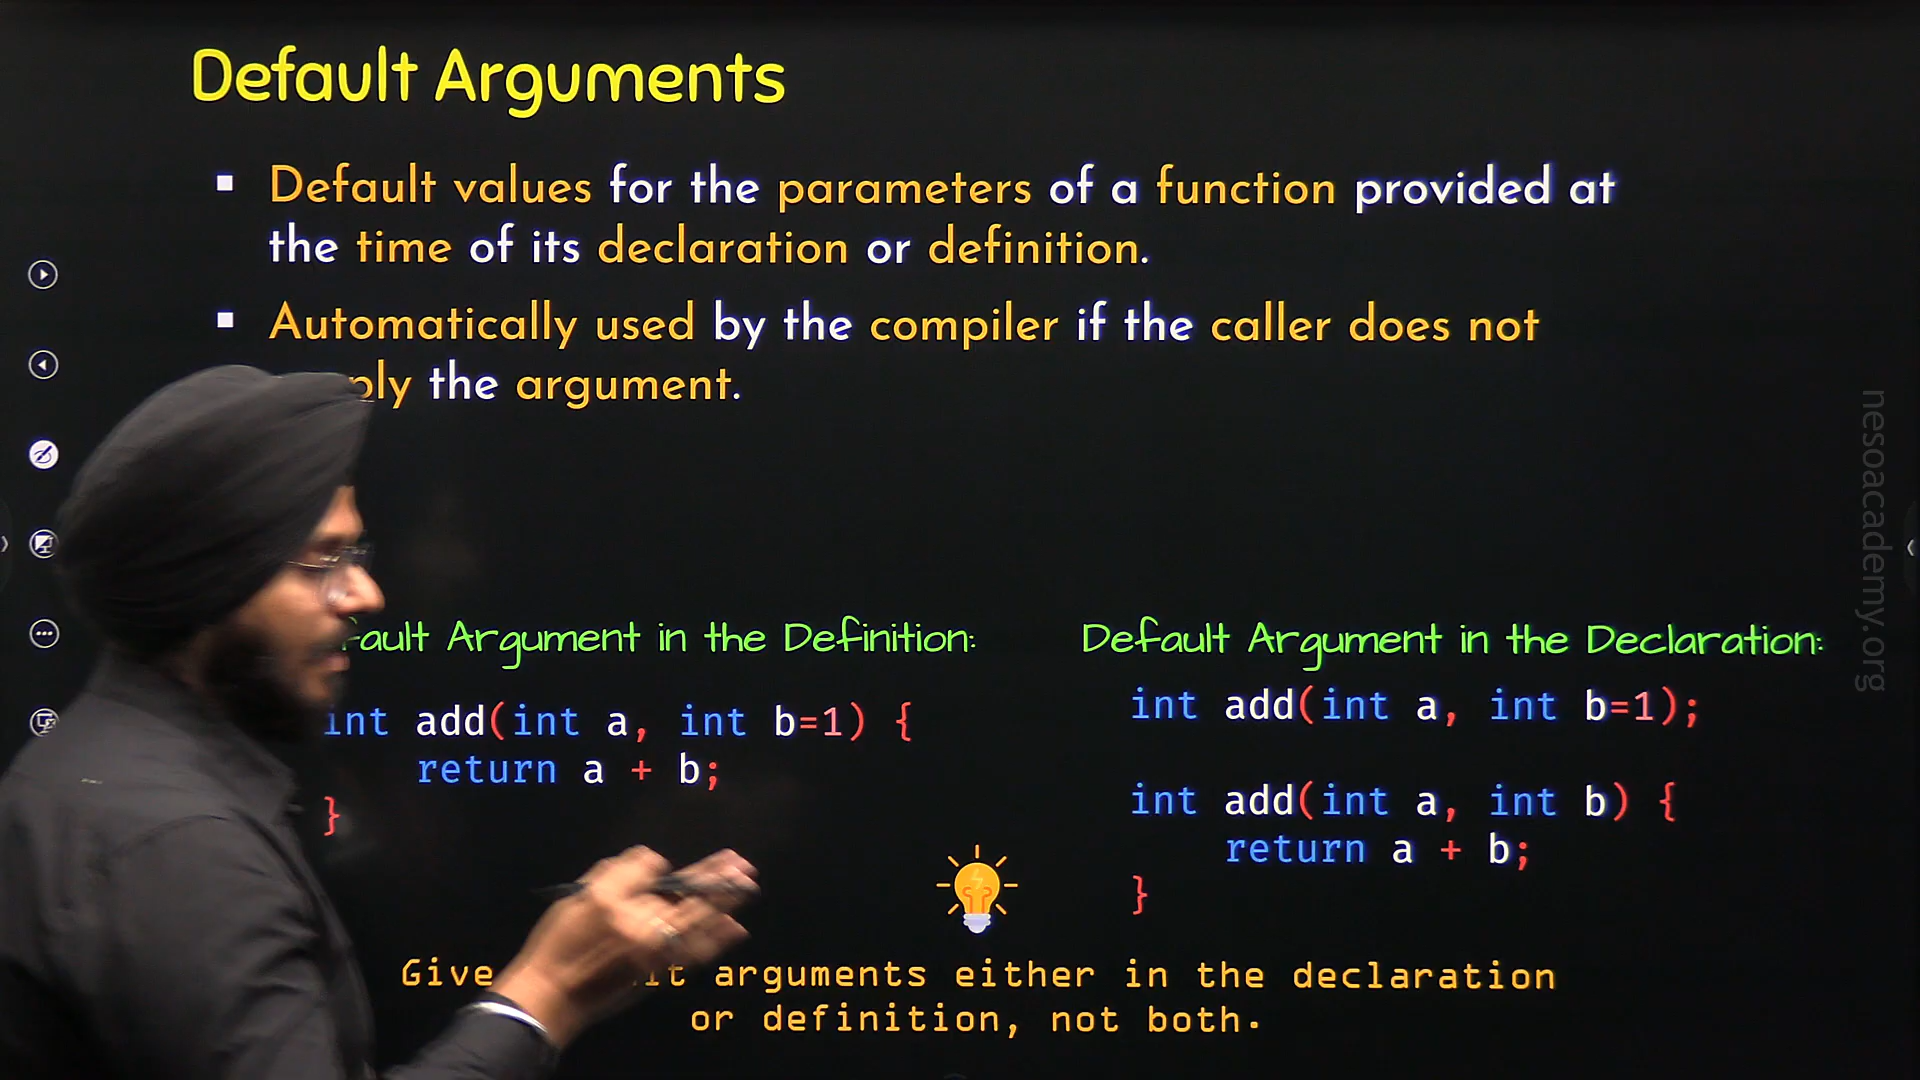 Default Arguments
▪ Default values for the parameters of a function provided at
the time of its declaration or definition.
▪ Automatically used by the compiler if the caller does not
the argument.
Argument in the Definition:
int add(int a, int b=1) {
return a + b;
}
Default Argument in the Declaration:
int add(int a, int b=1);
int add(int a, int b) {
return a + b;
}
Give arguments either in the declaration
or definition, not both.
nesoacademy.org